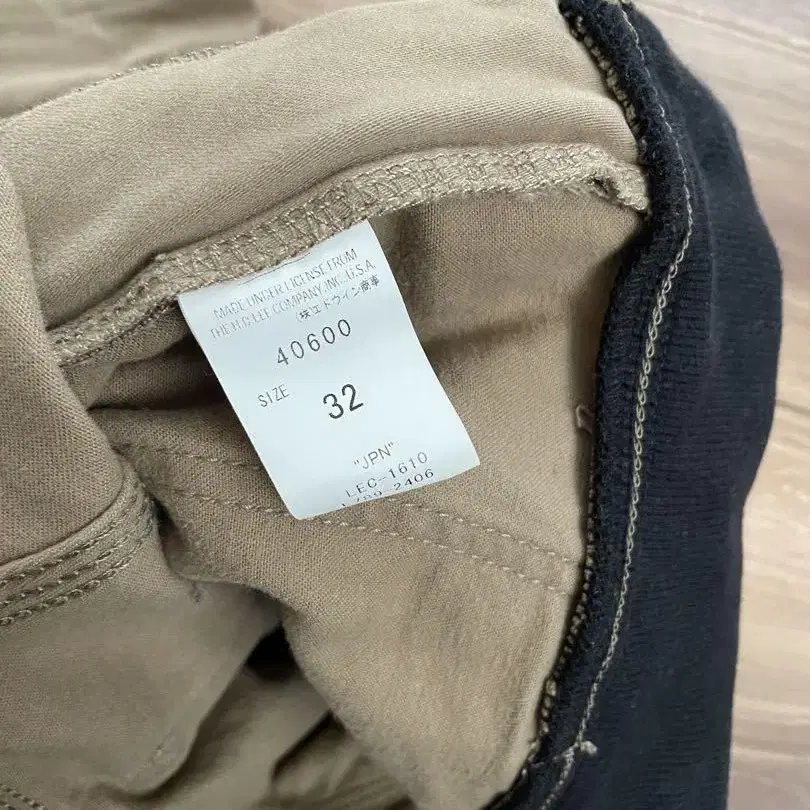 MADE UNDER LICENSE FROM
THE H.D. LEE COMPANY, INC., U.S.A.
(株)エドウイン商事
40600
SIZE 32
"JPN"
LEC-1610
2406